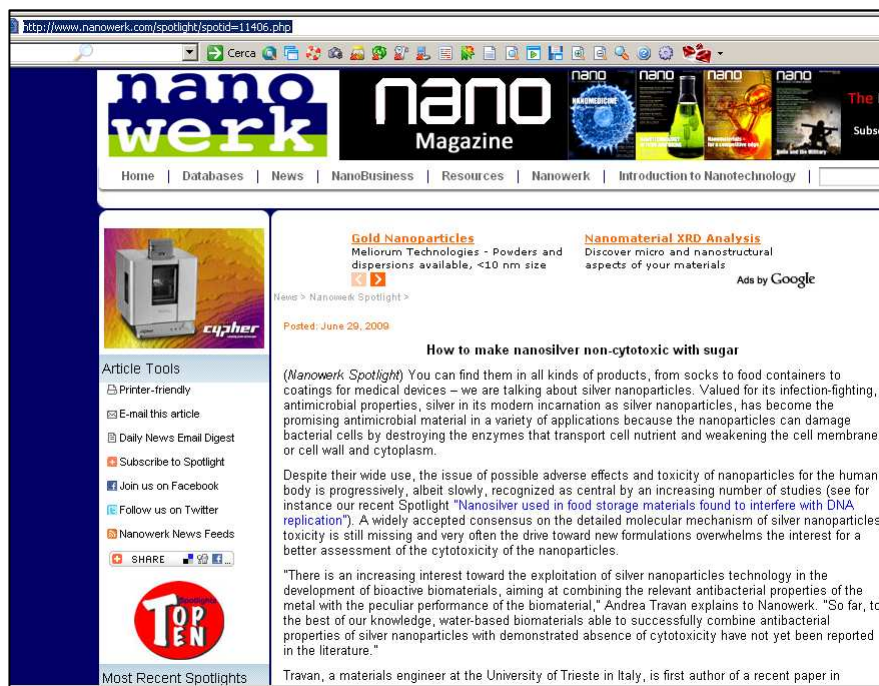 http://www.nanowerk.com/spotlight/spotid=11406.php
Cerca
nano
werk
nano
Magazine
nano
NANOMEDICINE
nano
nano
nano
The
Subs
Home | Databases | News | NanoBusiness | Resources | Nanowerk | Introduction to Nanotechnology |
cypher
Article Tools
Printer-friendly
E-mail this article
Daily News Email Digest
Subscribe to Spotlight
Join us on Facebook
Follow us on Twitter
Nanowerk News Feeds
SHARE
Spotlights
TOP
TEN
Most Recent Spotlights
Gold Nanoparticles
Meliorum Technologies - Powders and
dispersions available, <10 nm size
Nanomaterial XRD Analysis
Discover micro and nanostructural
aspects of your materials
Ads by Google
News > Nanowerk Spotlight >
Posted: June 29, 2009
How to make nanosilver non-cytotoxic with sugar
(Nanowerk Spotlight) You can find them in all kinds of products, from socks to food containers to
coatings for medical devices – we are talking about silver nanoparticles. Valued for its infection-fighting,
antimicrobial properties, silver in its modern incarnation as silver nanoparticles, has become the
promising antimicrobial material in a variety of applications because the nanoparticles can damage
bacterial cells by destroying the enzymes that transport cell nutrient and weakening the cell membrane
or cell wall and cytoplasm.
Despite their wide use, the issue of possible adverse effects and toxicity of nanoparticles for the human
body is progressively, albeit slowly, recognized as central by an increasing number of studies (see for
instance our recent Spotlight "Nanosilver used in food storage materials found to interfere with DNA
replication"). A widely accepted consensus on the detailed molecular mechanism of silver nanoparticles
toxicity is still missing and very often the drive toward new formulations overwhelms the interest for a
better assessment of the cytotoxicity of the nanoparticles.
"There is an increasing interest toward the exploitation of silver nanoparticles technology in the
development of bioactive biomaterials, aiming at combining the relevant antibacterial properties of the
metal with the peculiar performance of the biomaterial," Andrea Travan explains to Nanowerk. "So far, to
the best of our knowledge, water-based biomaterials able to successfully combine antibacterial
properties of silver nanoparticles with demonstrated absence of cytotoxicity have not yet been reported
in the literature."
Travan, a materials engineer at the University of Trieste in Italy, is first author of a recent paper in